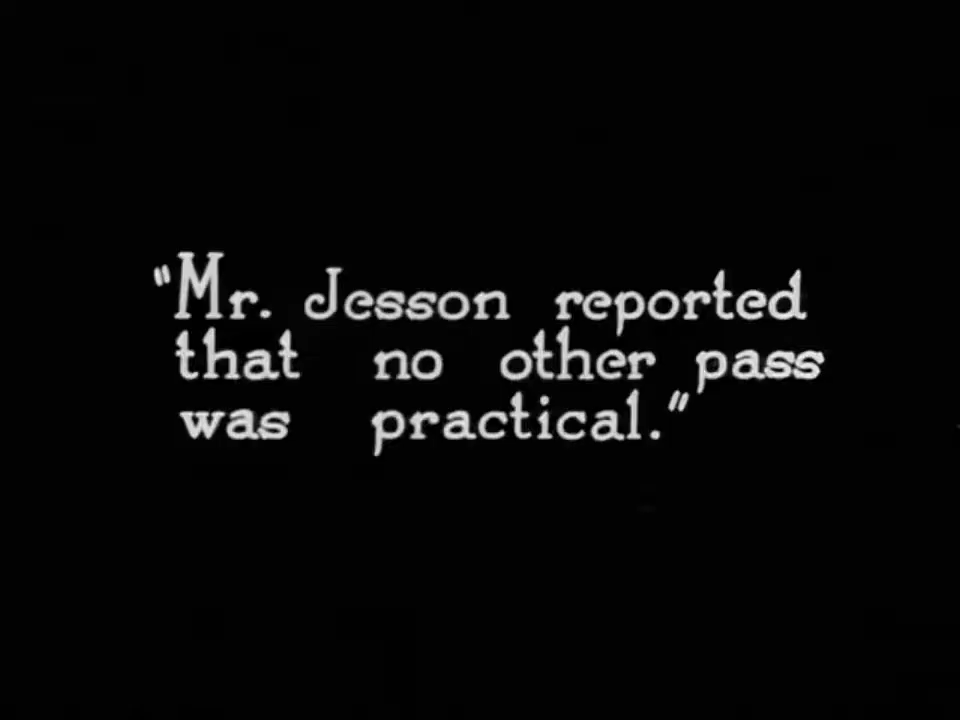 "Mr. Jesson reported
that no other pass
was practical."